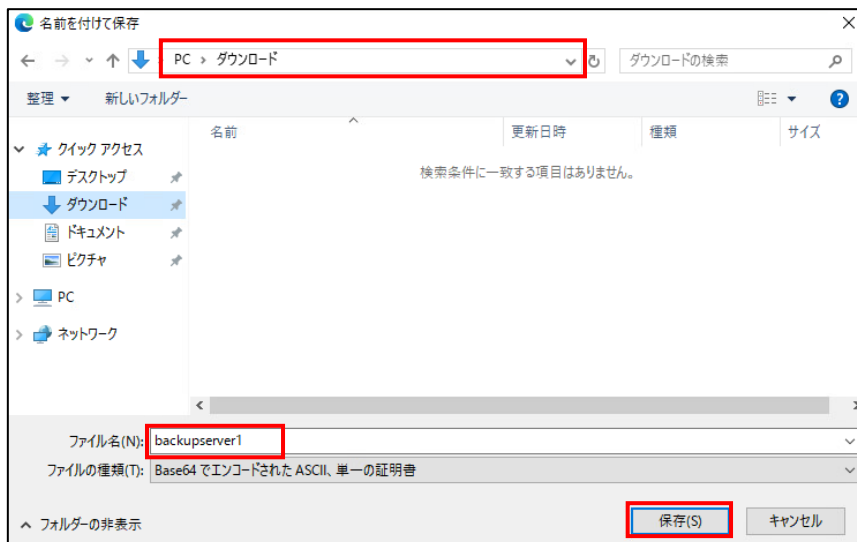 名前を付けて保存
PC › ダウンロード
ダウンロードの検索
整理 新しいフォルダー
名前 更新日時 種類 サイズ
検索条件に一致する項目はありません。
クイック アクセス
デスクトップ
ダウンロード
ドキュメント
ピクチャ
PC
ネットワーク
ファイル名(N): backupserver1
ファイルの種類(T): Base64 でエンコードされた ASCII、単一の証明書
フォルダーの非表示 保存(S) キャンセル